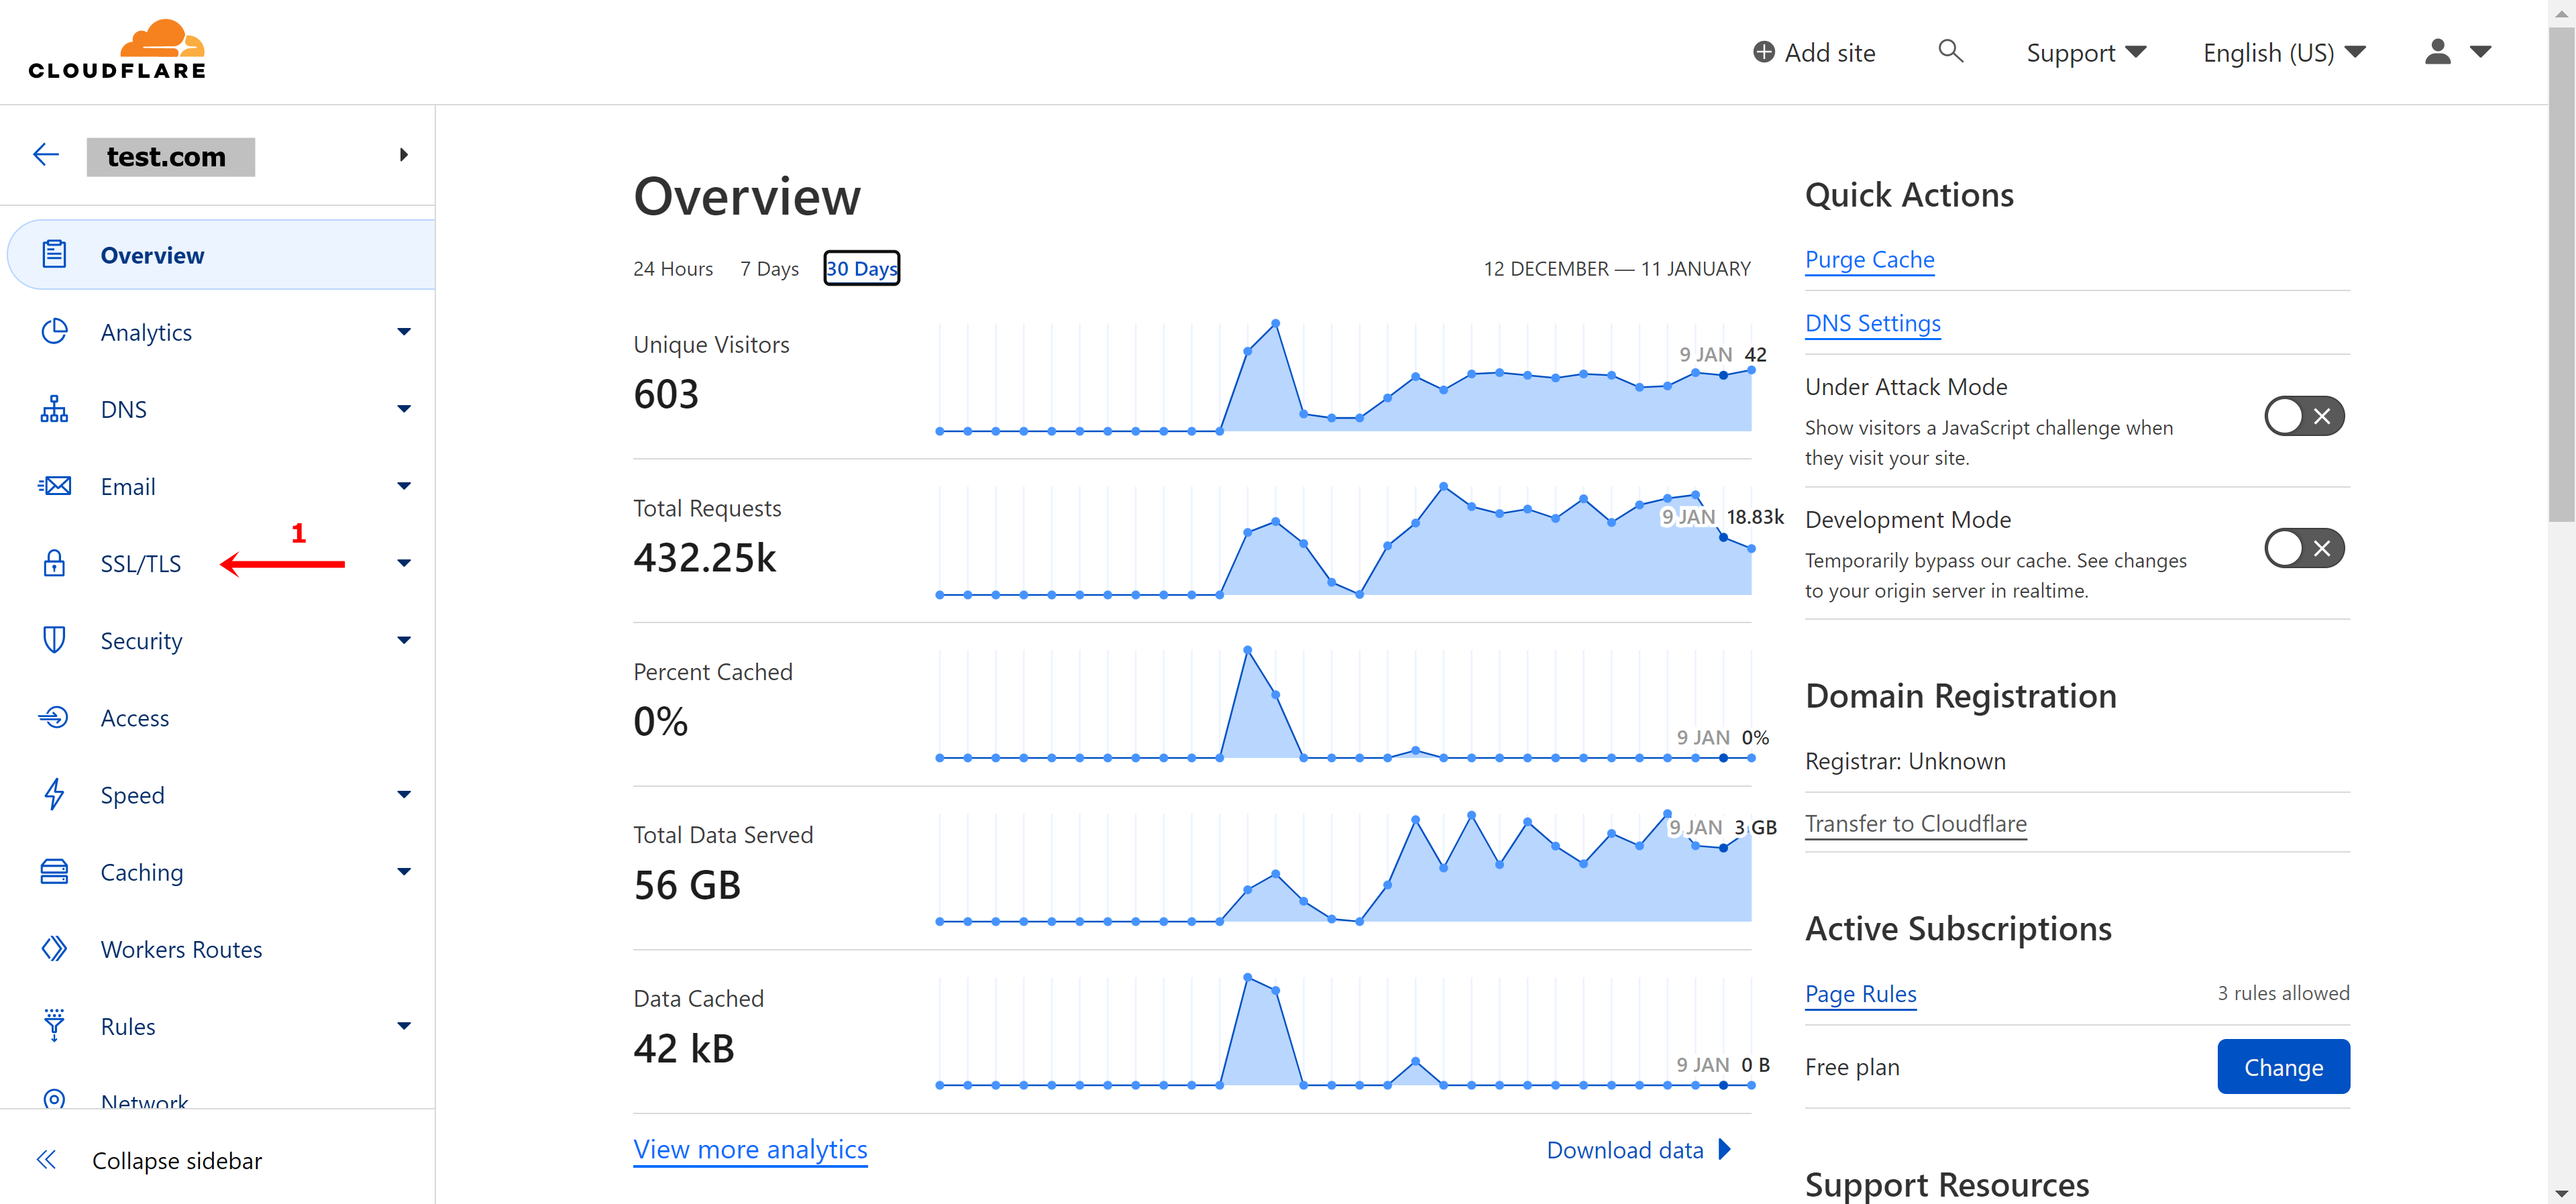 CLOUDFLARE
Add site
Support
English (US)
test.com
Overview
Analytics
DNS
Email
1
SSL/TLS
Security
Access
Speed
Caching
Workers Routes
Rules
Network
Collapse sidebar
Overview
24 Hours 7 Days 30 Days
12 DECEMBER — 11 JANUARY
Unique Visitors
603
9 JAN 42
Total Requests
432.25k
9 JAN 18.83k
Percent Cached
0%
9 JAN 0%
Total Data Served
56 GB
9 JAN 3 GB
Data Cached
42 kB
9 JAN 0 B
View more analytics
Download data
Quick Actions
Purge Cache
DNS Settings
Under Attack Mode
Show visitors a JavaScript challenge when
they visit your site.
Development Mode
Temporarily bypass our cache. See changes
to your origin server in realtime.
Domain Registration
Registrar: Unknown
Transfer to Cloudflare
Active Subscriptions
Page Rules
3 rules allowed
Free plan
Change
Support Resources